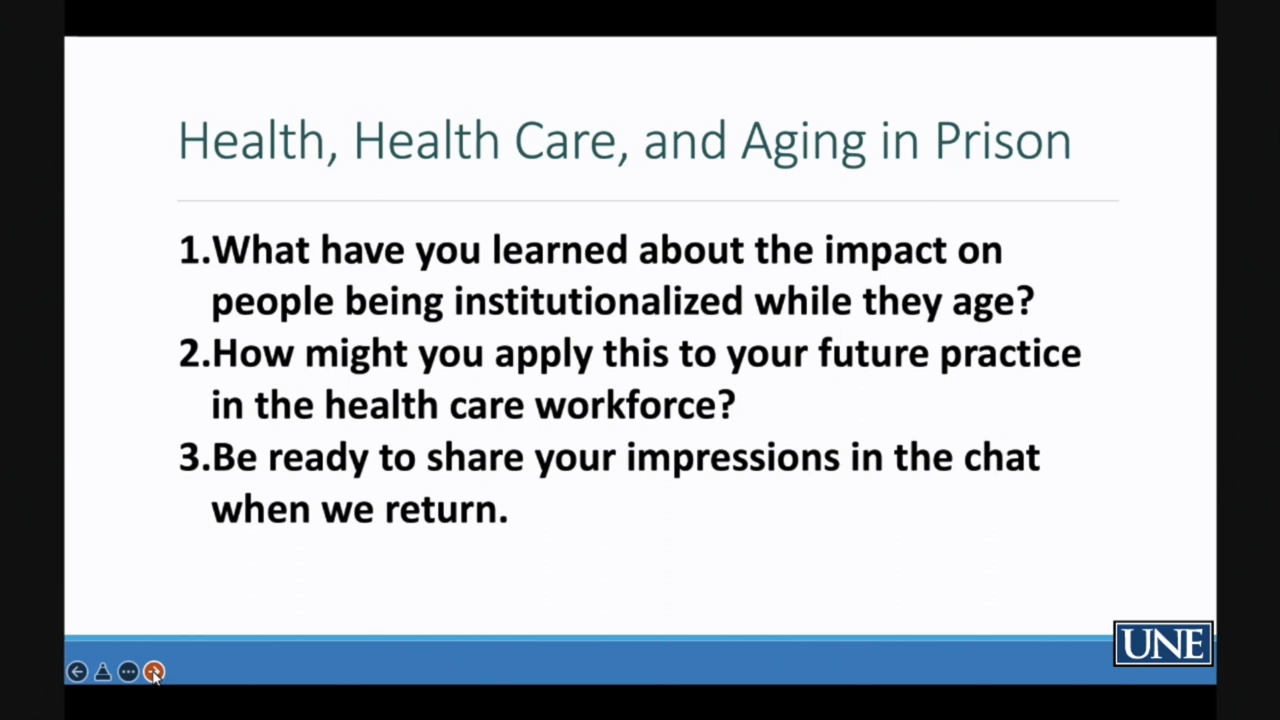 Health, Health Care, and Aging in Prison
1.What have you learned about the impact on
people being institutionalized while they age?
2.How might you apply this to your future practice
in the health care workforce?
3.Be ready to share your impressions in the chat
when we return.
UNE